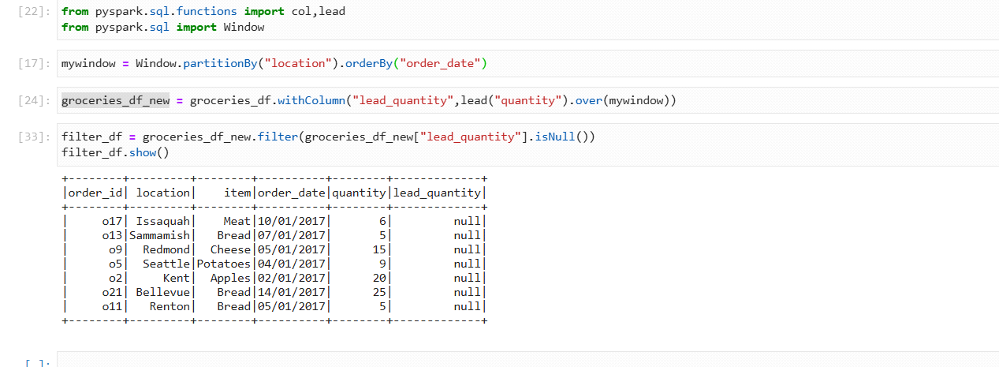 [22]: from pyspark.sql.functions import col,lead
from pyspark.sql import Window
[17]: mywindow = Window.partitionBy("location").orderBy("order_date")
[24]: groceries_df_new = groceries_df.withColumn("lead_quantity",lead("quantity").over(mywindow))
[33]: filter_df = groceries_df_new.filter(groceries_df_new["lead_quantity"].isNull())
filter_df.show()
+--------+---------+--------+----------+--------+-------------+
|order_id| location|    item|order_date|quantity|lead_quantity|
+--------+---------+--------+----------+--------+-------------+
|     o17| Issaquah|    Meat|10/01/2017|       6|         null|
|     o13|Sammamish|   Bread|07/01/2017|       5|         null|
|      o9|  Redmond|  Cheese|05/01/2017|      15|         null|
|      o5|  Seattle|Potatoes|04/01/2017|       9|         null|
|      o2|     Kent|  Apples|02/01/2017|      20|         null|
|     o21| Bellevue|   Bread|14/01/2017|      25|         null|
|     o11|   Renton|   Bread|05/01/2017|       5|         null|
+--------+---------+--------+----------+--------+-------------+
[ ]: